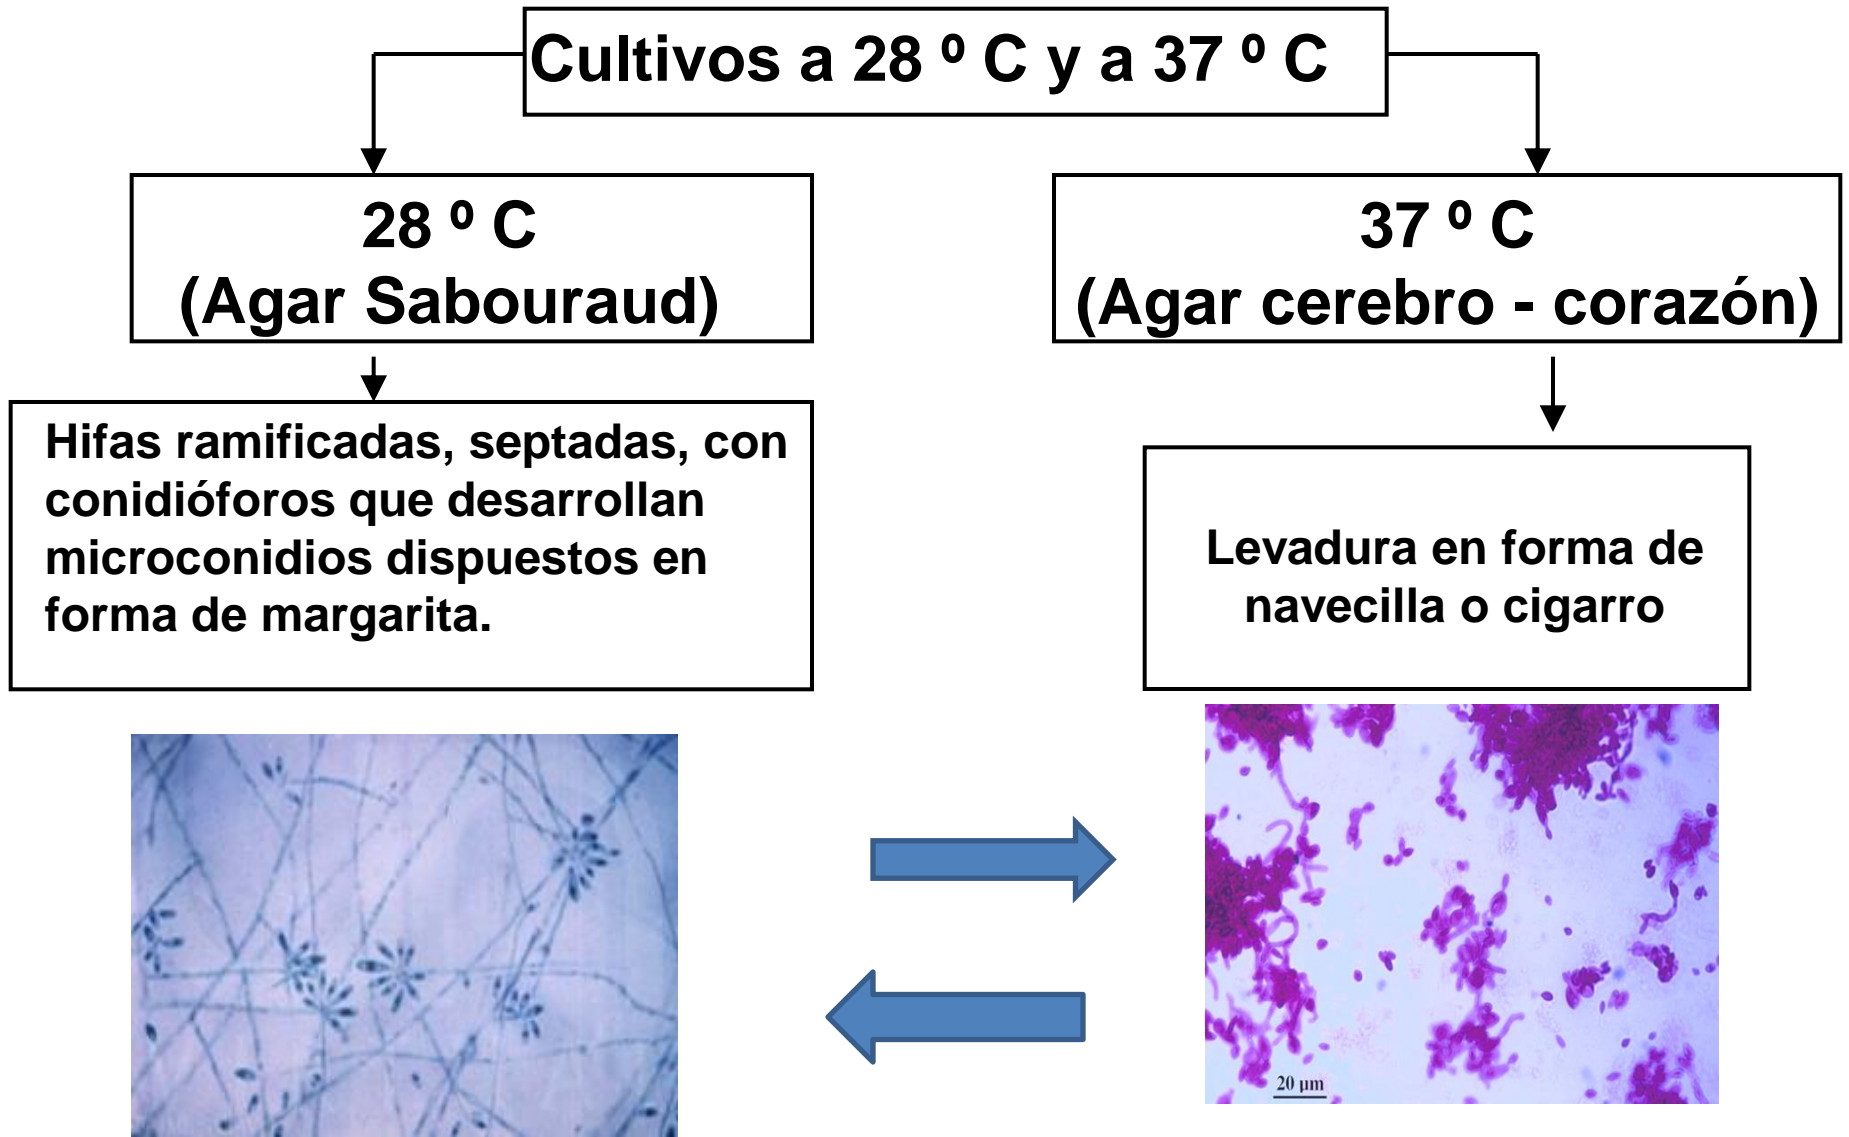 Cultivos a 28 º C y a 37 º C
28 º C
(Agar Sabouraud)
37 º C
(Agar cerebro - corazón)
Hifas ramificadas, septadas, con
conidióforos que desarrollan
microconidios dispuestos en
forma de margarita.
Levadura en forma de
navecilla o cigarro
20 µm